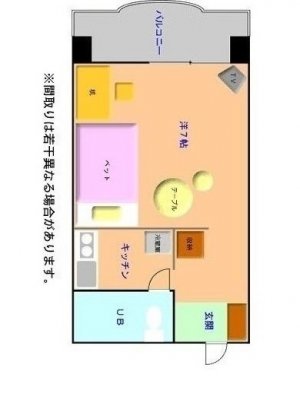 バルコニー
TV
机
洋7帖
ベット
テーブル
冷蔵庫
収納
キッチン
UB
玄関
※間取りは若干異なる場合があります。